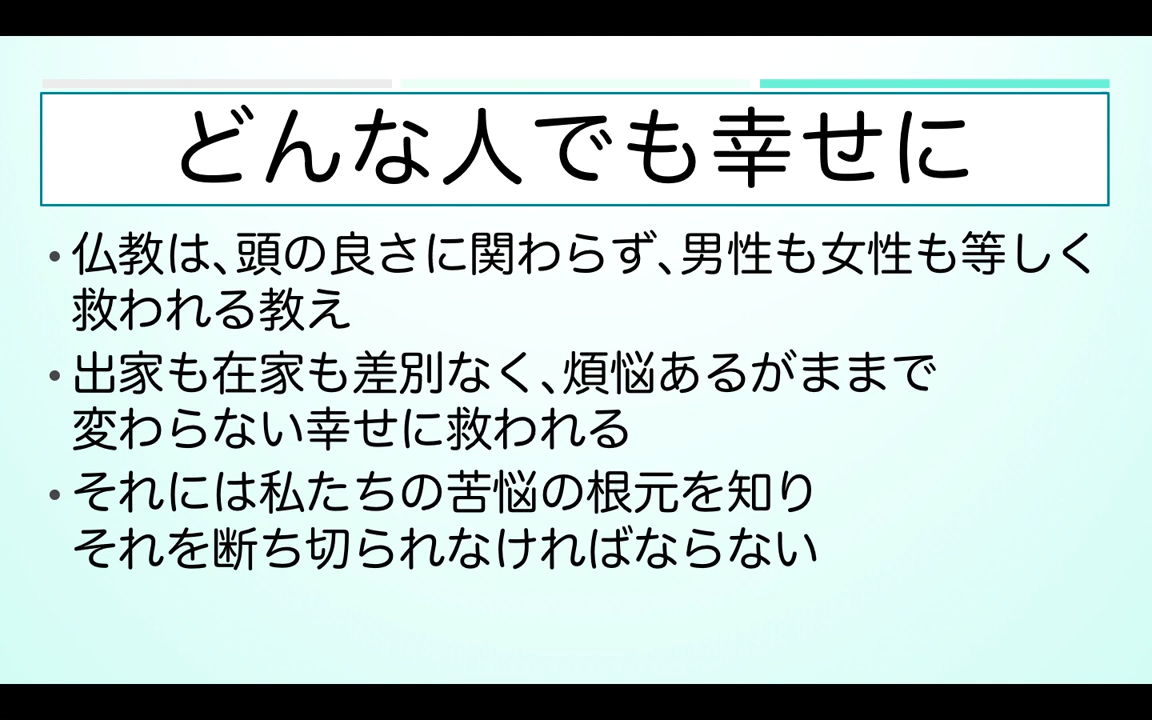 どんな人でも幸せに
• 仏教は、頭の良さに関わらず、男性も女性も等しく
救われる教え
• 出家も在家も差別なく、煩悩あるがままで
変わらない幸せに救われる
• それには私たちの苦悩の根元を知り
それを断ち切られなければならない